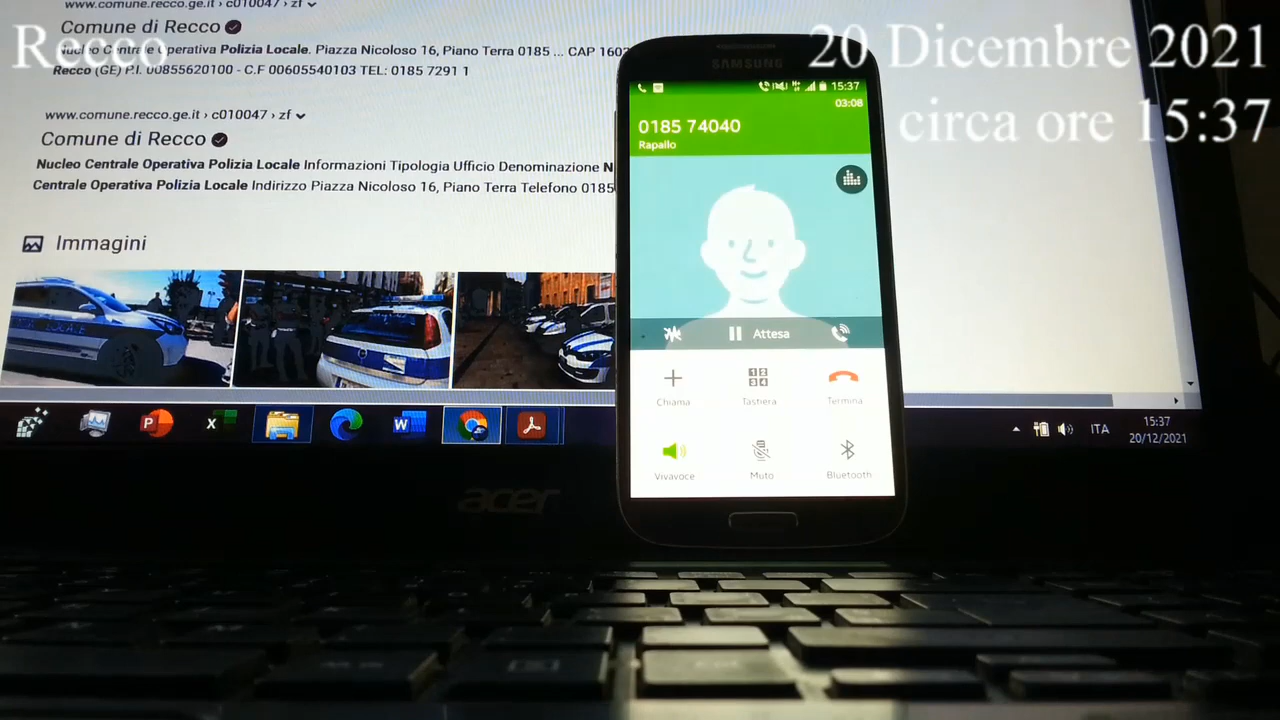 www.comune.recco.ge.it › c010047 › zf
Comune di Recco
Recco
20 Dicembre 2021
circa ore 15:37
Nucleo Centrale Operativa Polizia Locale. Piazza Nicoloso 16, Piano Terra 0185 ... CAP 1603
Recco (GE) P.I. 00855620100 - C.F 00605540103 TEL: 0185 7291 1
www.comune.recco.ge.it › c010047 › zf
Comune di Recco
Nucleo Centrale Operativa Polizia Locale Informazioni Tipologia Ufficio Denominazione N
Centrale Operativa Polizia Locale Indirizzo Piazza Nicoloso 16, Piano Terra Telefono 0185
Immagini
LOCALE
ITA
15:37
20/12/2021
acer
SAMSUNG
15:37
03:08
0185 74040
Rapallo
Attesa
Chiama
Tastiera
Termina
Vivavoce
Muto
Bluetooth